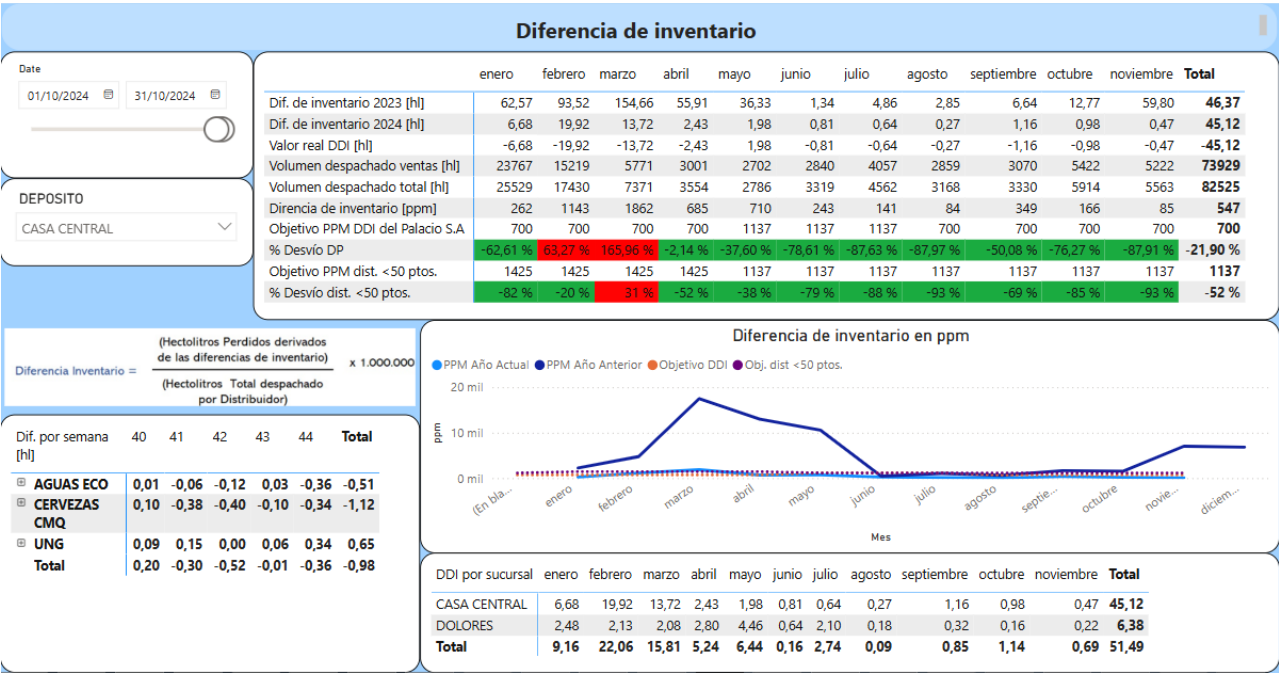 Diferencia de inventario
Date
01/10/2024 31/10/2024
DEPOSITO
CASA CENTRAL
enero febrero marzo abril mayo junio julio agosto septiembre octubre noviembre Total
Dif. de inventario 2023 [hl] 62,57 93,52 154,66 55,91 36,33 1,34 4,86 2,85 6,64 12,77 59,80 46,37
Dif. de inventario 2024 [hl] 6,68 19,92 13,72 2,43 1,98 0,81 0,64 0,27 1,16 0,98 0,47 45,12
Valor real DDI [hl] -6,68 -19,92 -13,72 -2,43 1,98 -0,81 -0,64 -0,27 -1,16 -0,98 -0,47 -45,12
Volumen despachado ventas [hl] 23767 15219 5771 3001 2702 2840 4057 2859 3070 5422 5222 73929
Volumen despachado total [hl] 25529 17430 7371 3554 2786 3319 4562 3168 3330 5914 5563 82525
Direncia de inventario [ppm] 262 1143 1862 685 710 243 141 84 349 166 85 547
Objetivo PPM DDI del Palacio S.A 700 700 700 700 1137 1137 1137 700 700 700 700 700
% Desvío DP -62,61 % 63,27 % 165,96 % -2,14 % -37,60 % -78,61 % -87,63 % -87,97 % -50,08 % -76,27 % -87,91 % -21,90 %
Objetivo PPM dist. <50 ptos. 1425 1425 1425 1425 1137 1137 1137 1137 1137 1137 1137 1137
% Desvío dist. <50 ptos. -82 % -20 % 31 % -52 % -38 % -79 % -88 % -93 % -69 % -85 % -93 % -52 %
Diferencia Inventario =
(Hectolitros Perdidos derivados
de las diferencias de inventario)
(Hectolitros Total despachado
por Distribuidor)
x 1.000.000
Dif. por semana 40 41 42 43 44 Total
[hl]
AGUAS ECO 0,01 -0,06 -0,12 0,03 -0,36 -0,51
CERVEZAS 0,10 -0,38 -0,40 -0,10 -0,34 -1,12
CMQ
UNG 0,09 0,15 0,00 0,06 0,34 0,65
Total 0,20 -0,30 -0,52 -0,01 -0,36 -0,98
Diferencia de inventario en ppm
PPM Año Actual PPM Año Anterior Objetivo DDI Obj. dist <50 ptos.
20 mil
10 mil
0 mil
ppm
(En bla... enero febrero marzo abril mayo junio julio agosto septie... octubre novie... diciem...
Mes
DDI por sucursal enero febrero marzo abril mayo junio julio agosto septiembre octubre noviembre Total
CASA CENTRAL 6,68 19,92 13,72 2,43 1,98 0,81 0,64 0,27 1,16 0,98 0,47 45,12
DOLORES 2,48 2,13 2,08 2,80 4,46 0,64 2,10 0,18 0,32 0,16 0,22 6,38
Total 9,16 22,06 15,81 5,24 6,44 0,16 2,74 0,09 0,85 1,14 0,69 51,49